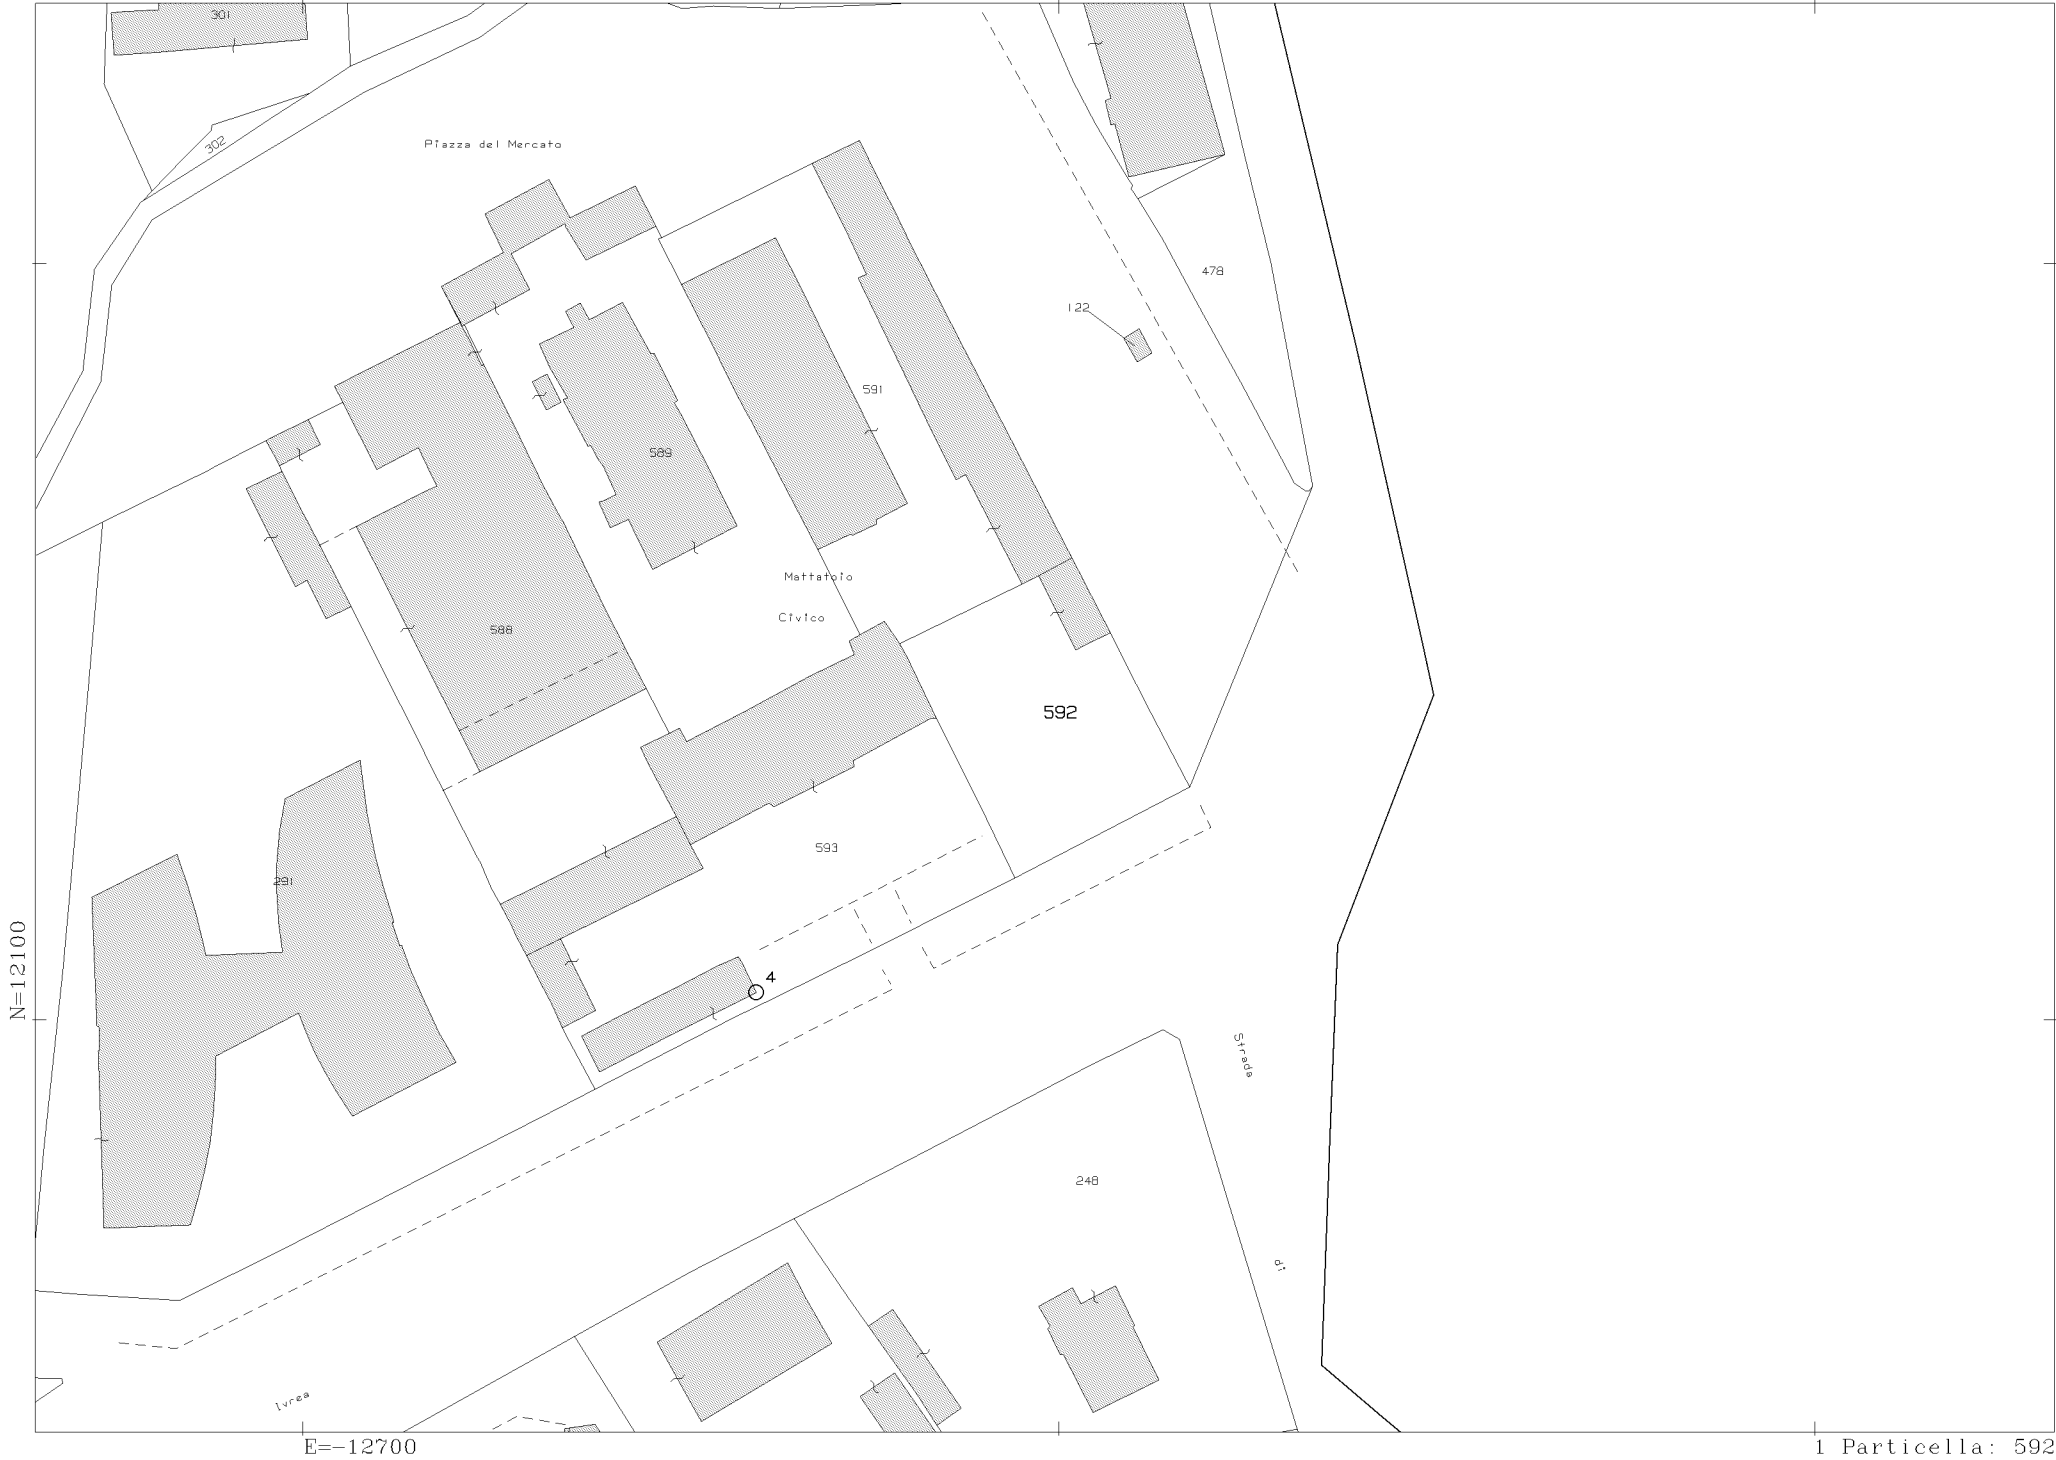 301
302
Piazza del Mercato
478
122
591
589
Mattatoio
Civico
588
592
593
291
4
N=12100
Strada
248
di
Ivrea
E=-12700
1 Particella: 592